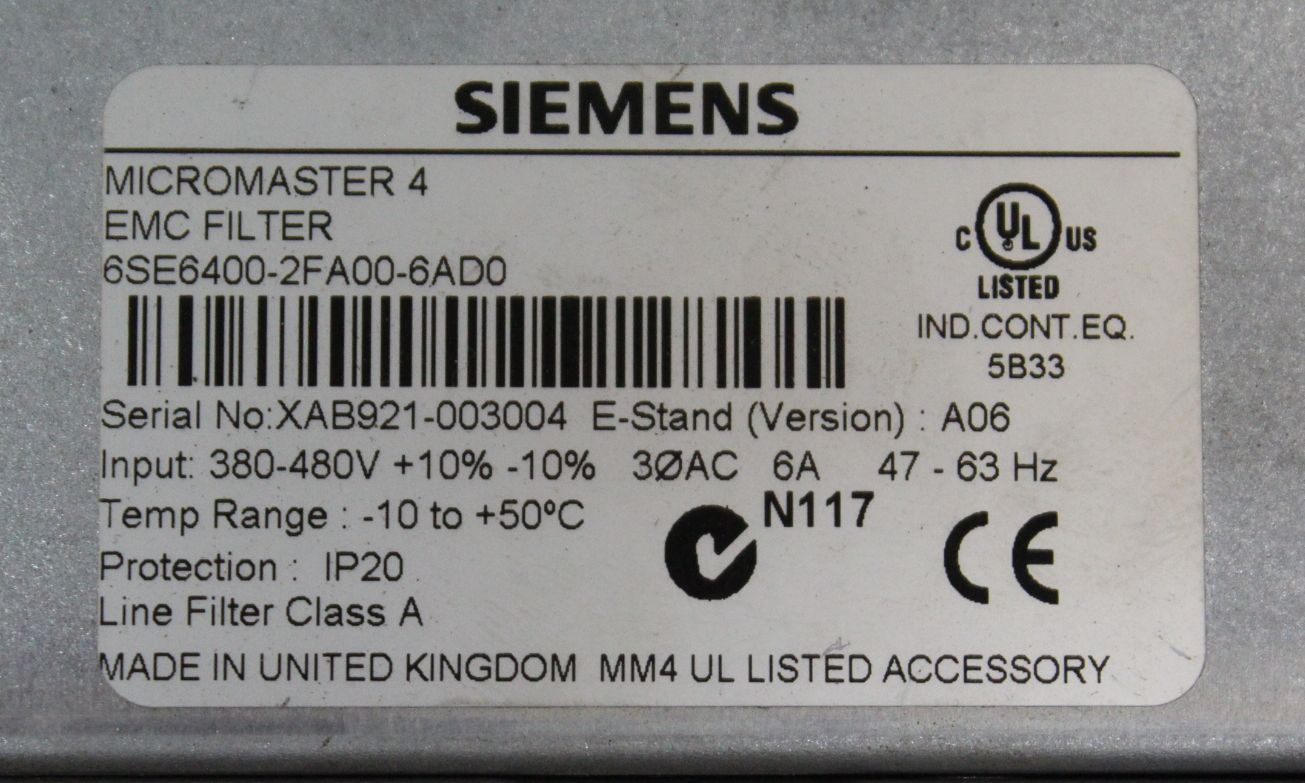 SIEMENS
MICROMASTER 4
EMC FILTER
6SE6400-2FA00-6AD0
C UL US
LISTED
IND.CONT.EQ.
5B33
Serial No:XAB921-003004 E-Stand (Version) : A06
Input: 380-480V +10% -10% 3ØAC 6A 47 - 63 Hz
Temp Range : -10 to +50ºC
N117
CE
Protection : IP20
Line Filter Class A
MADE IN UNITED KINGDOM MM4 UL LISTED ACCESSORY